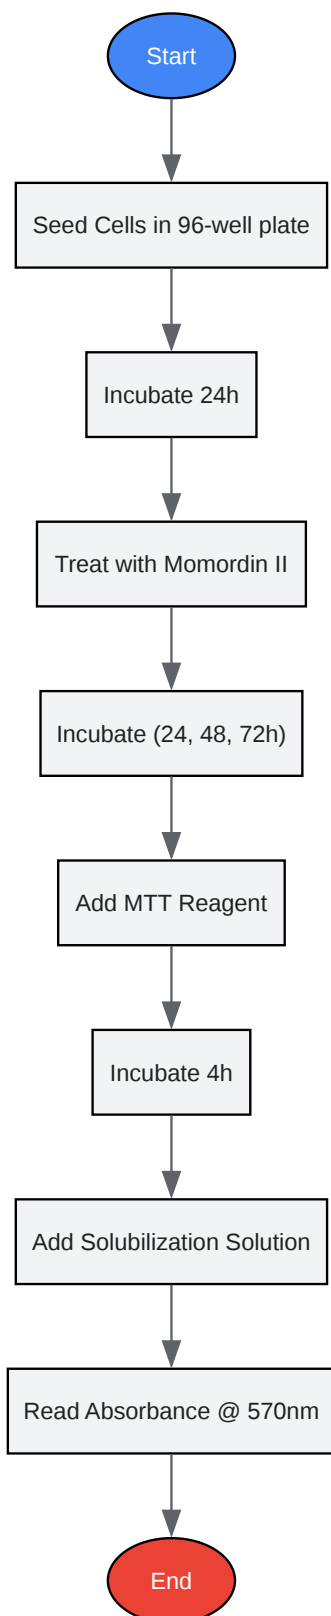 Start
Seed Cells in 96-well plate
Incubate 24h
Treat with Momordin II
Incubate (24, 48, 72h)
Add MTT Reagent
Incubate 4h
Add Solubilization Solution
Read Absorbance @ 570nm
End